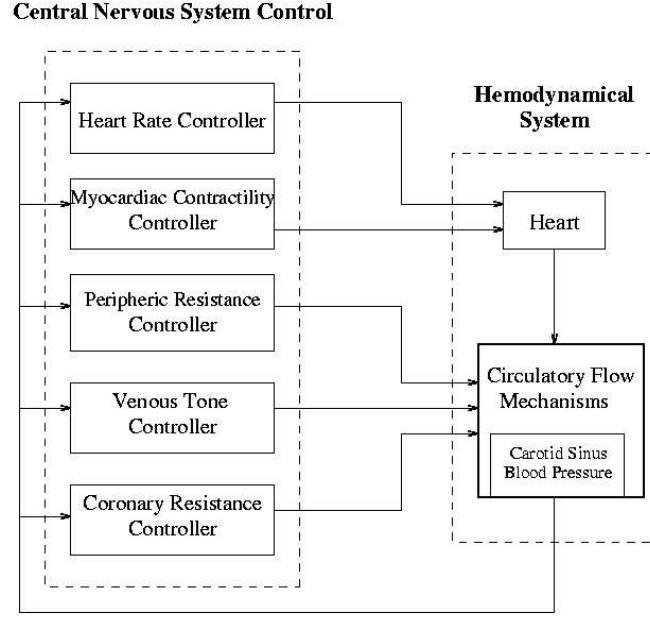 Central Nervous System Control
Heart Rate Controller
Myocardiac Contractility
Controller
Peripheric Resistance
Controller
Venous Tone
Controller
Coronary Resistance
Controller
Hemodynamical
System
Heart
Circulatory Flow
Mechanisms
Carotid Sinus
Blood Pressure